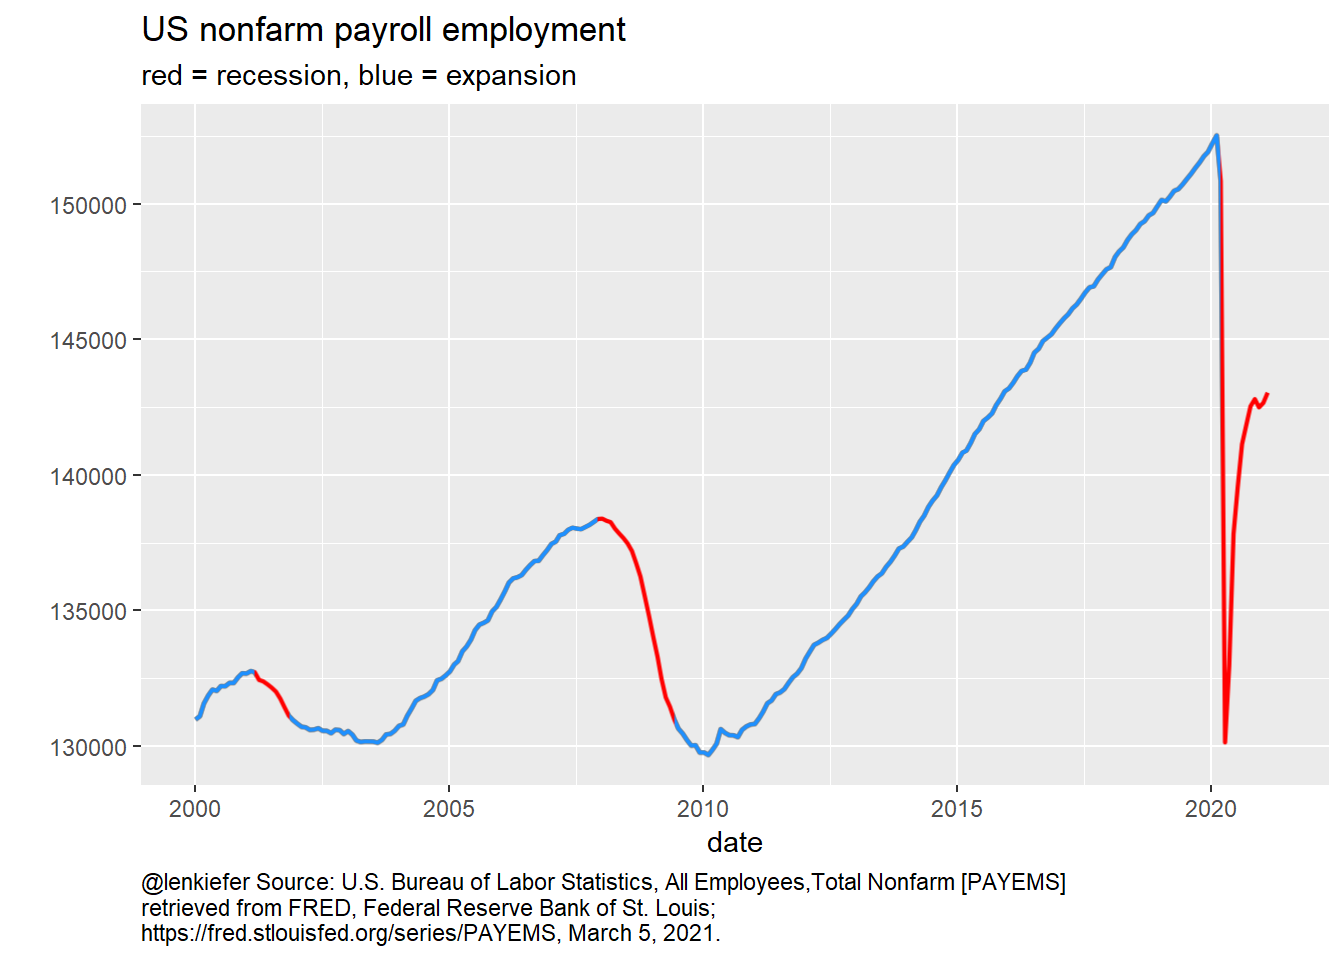 US nonfarm payroll employment
red = recession, blue = expansion
150000
145000
140000
135000
130000
2000 2005 2010 2015 2020
date
@lenkiefer Source: U.S. Bureau of Labor Statistics, All Employees,Total Nonfarm [PAYEMS]
retrieved from FRED, Federal Reserve Bank of St. Louis;
https://fred.stlouisfed.org/series/PAYEMS, March 5, 2021.